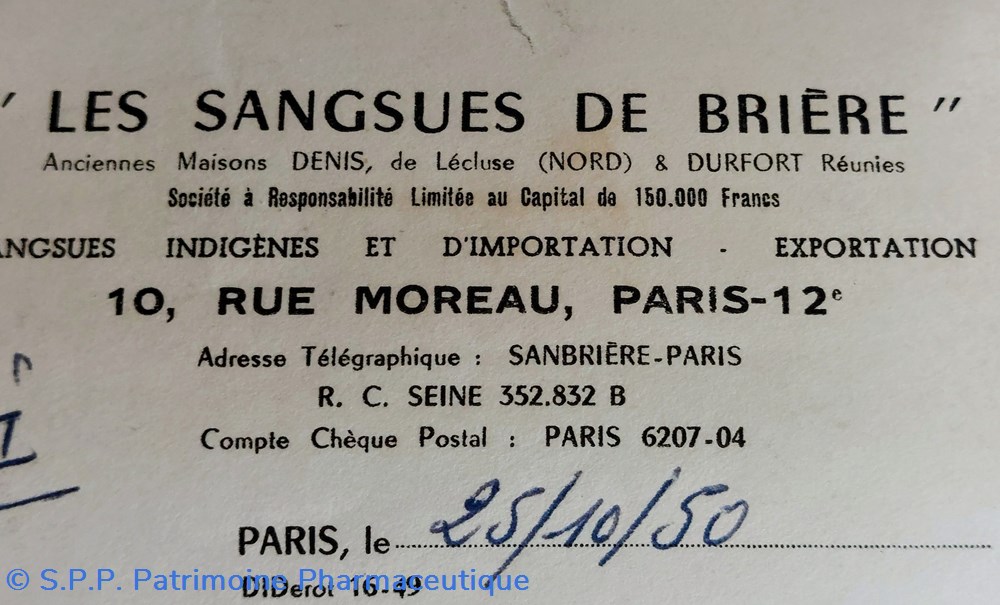 " LES SANGSUES DE BRIÈRE "
Anciennes Maisons DENIS, de Lécluse (NORD) & DURFORT Réunies
Société à Responsabilité Limitée au Capital de 150.000 Francs
ANGSUES INDIGÈNES ET D'IMPORTATION - EXPORTATION
10, RUE MOREAU, PARIS-12e
Adresse Télégraphique : SANBRIÈRE-PARIS
R. C. SEINE 352.832 B
Compte Chèque Postal : PARIS 6207-04
PARIS, le 25/10/50
DIDerot 16-49
© S.P.P. Patrimoine Pharmaceutique